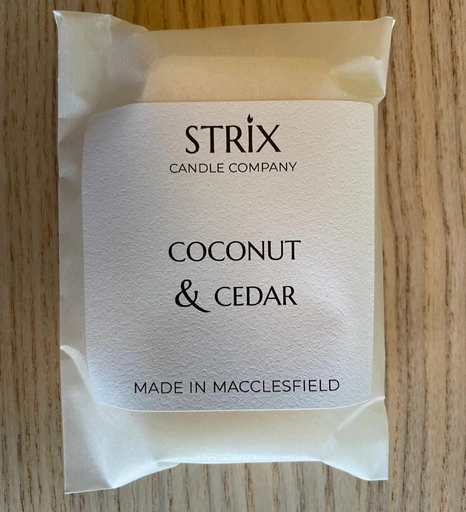 STRIX
CANDLE COMPANY
COCONUT
& CEDAR
MADE IN MACCLESFIELD